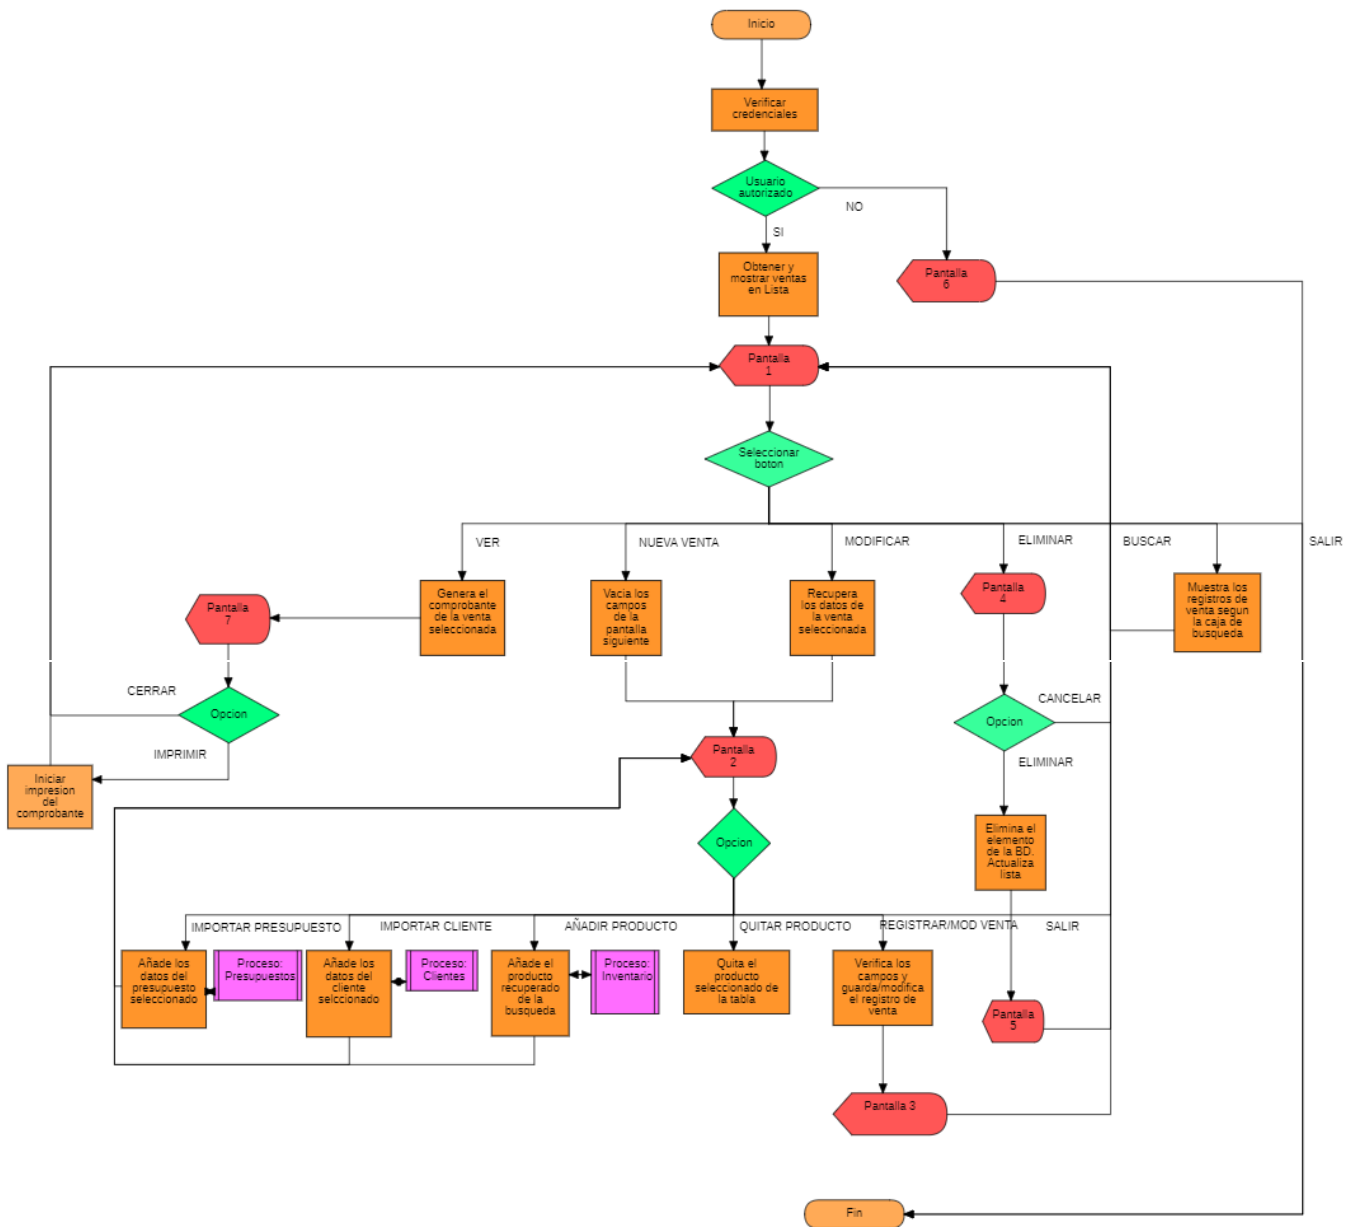 Inicio
Verificar
credenciales
Usuario
autorizado
NO
SI
Obtener y
mostrar ventas
en Lista
Pantalla
6
Pantalla
1
Seleccionar
boton
VER
NUEVA VENTA
MODIFICAR
ELIMINAR
BUSCAR
SALIR
Genera el
comprobante
de la venta
seleccionada
Vacia los
campos
de la
pantalla
siguiente
Recupera
los datos de
la venta
seleccionada
Pantalla
4
Muestra los
registros de
venta segun
la caja de
busqueda
Pantalla
7
CERRAR
Opcion
IMPRIMIR
Iniciar
impresion
del
comprobante
CANCELAR
Opcion
ELIMINAR
Pantalla
2
Opcion
Elimina el
elemento
de la BD.
Actualiza
lista
IMPORTAR PRESUPUESTO
IMPORTAR CLIENTE
AÑADIR PRODUCTO
QUITAR PRODUCTO
REGISTRAR/MOD VENTA
SALIR
Añade los
datos del
presupuesto
seleccionado
Proceso:
Presupuestos
Añade los
datos del
cliente
selccionado
Proceso:
Clientes
Añade el
producto
recuperado
de la
busqueda
Proceso:
Inventario
Quita el
producto
seleccionado de
la tabla
Verifica los
campos y
guarda/modifica
el registro de
venta
Pantalla
5
Pantalla 3
Fin